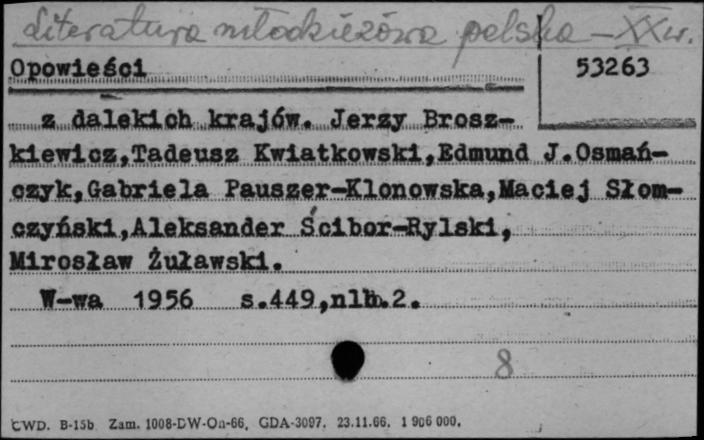 Literatura młodzieżowa polska - XX w.
Opowieści 53263
z dalekich krajów. Jerzy Brosz-
kiewicz,Tadeusz Kwiatkowski,Edmund J.Osmań-
czyk,Gabriela Pauszer-Klonowska,Maciej Słom-
czyński,Aleksander Ścibor-Rylski,
Mirosław Żuławski.
W-wa 1956 s.449,nlb.2.
8
CWD. B-15b Zam. 1008-DW-On-66, GDA-3097. 23.11.66. 1 906 000.